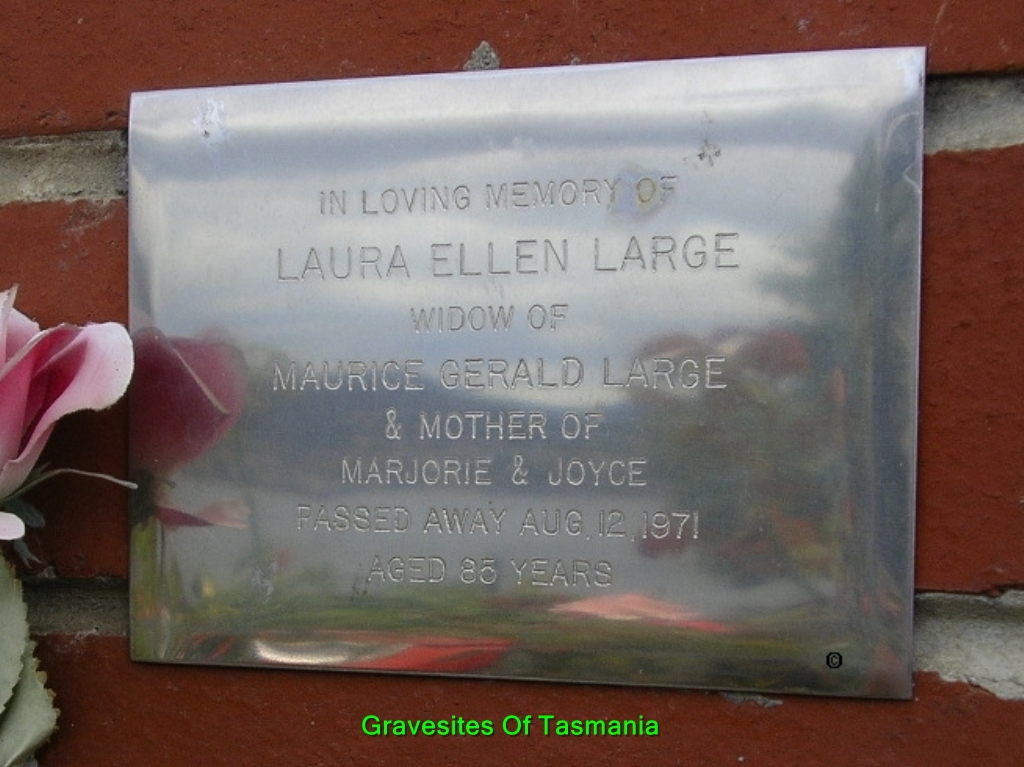 IN LOVING MEMORY OF
LAURA ELLEN LARGE
WIDOW OF
MAURICE GERALD LARGE
& MOTHER OF
MARJORIE & JOYCE
PASSED AWAY AUG. 12, 1971
AGED 85 YEARS
©
Gravesites Of Tasmania